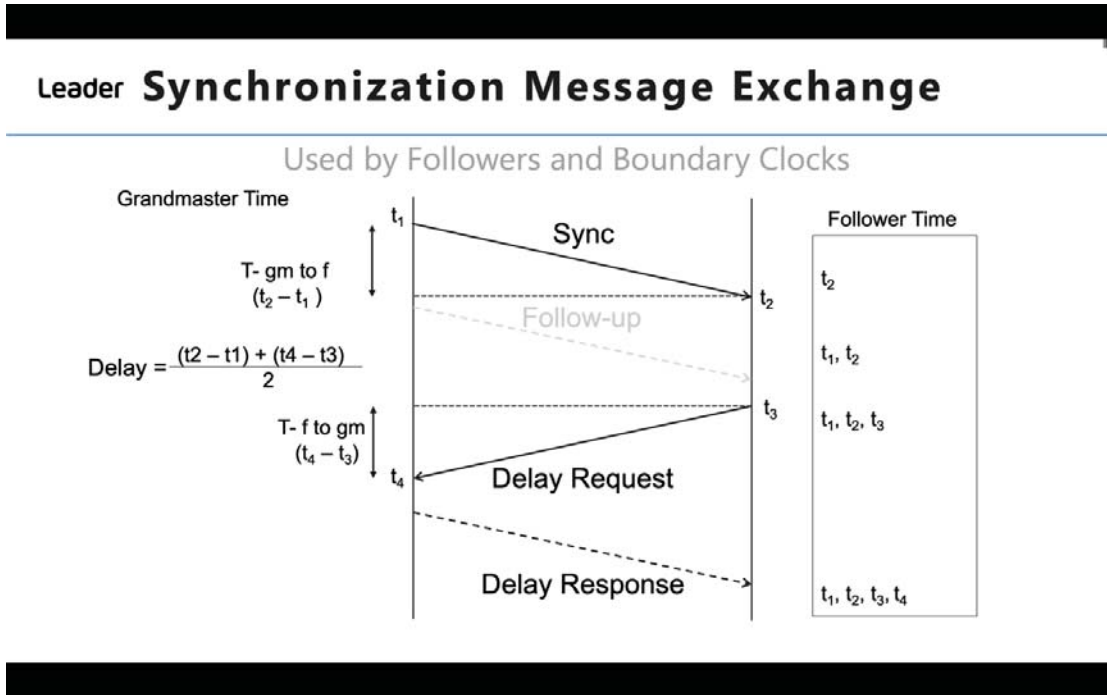 Leader Synchronization Message Exchange
Used by Followers and Boundary Clocks
Grandmaster Time
t₁
Sync
Follower Time
T- gm to f
(t₂ – t₁ )
t₂
t₂
Follow-up
Delay = (t2 – t1) + (t4 – t3)
2
t₁, t₂
T- f to gm
(t₄ – t₃)
t₃
t₁, t₂, t₃
t₄
Delay Request
Delay Response
t₁, t₂, t₃, t₄